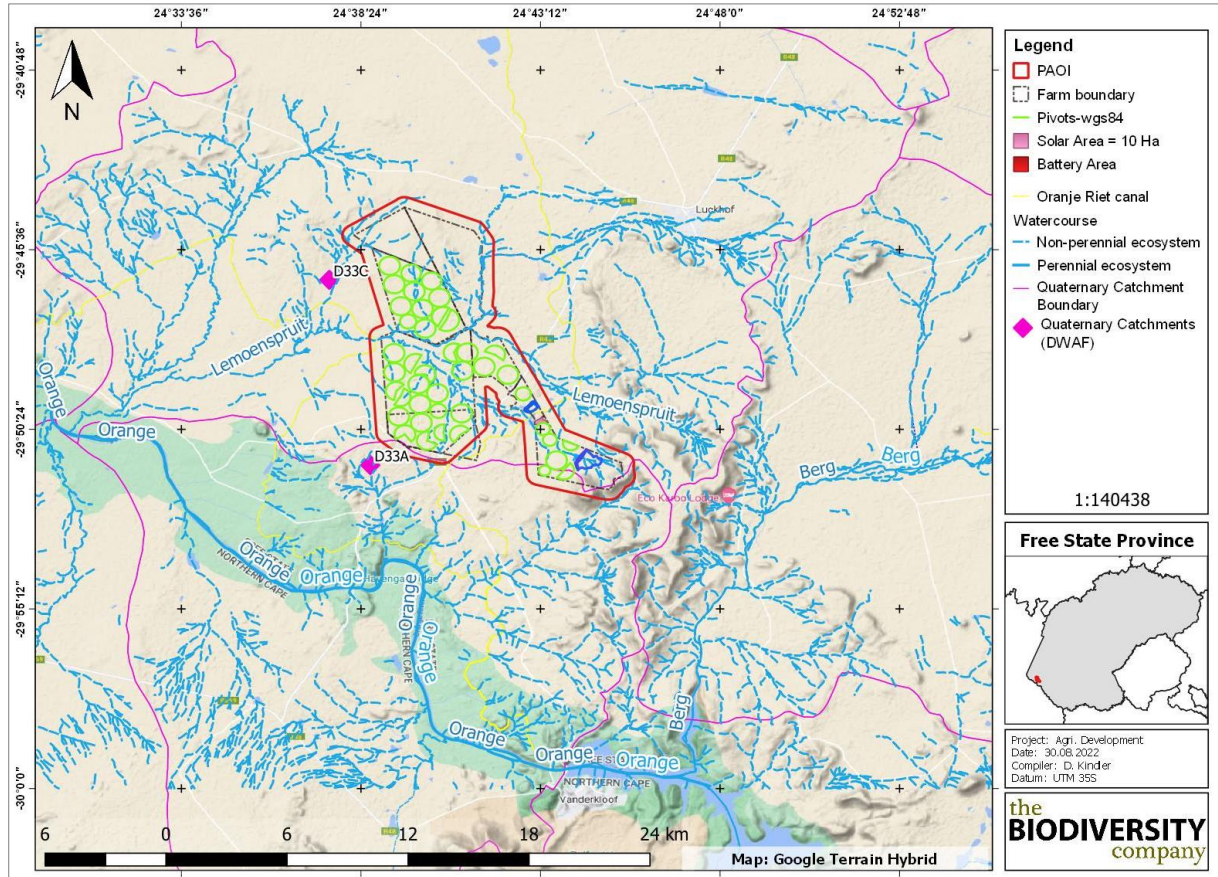 24°33'36"
24°38'24"
24°43'12"
24°48'0"
24°52'48"
-29°40'48"
-29°45'36"
-29°50'24"
-29°55'12"
-30°0'
N
R48
R48
R48
Luckhof
D33C
Lemoenspruit
Lemoenspruit
Orange
Orange
D33A
Berg
Berg
Eco Karoo Lodge
Orange
Orange
Orange
NORTHERN CAPE
Orange
Orange
Berg
Orange
Orange
Orange
NORTHERN CAPE
Vanderkloof
6 0 6 12 18 24 km
Map: Google Terrain Hybrid
Legend
PAOI
Farm boundary
Pivots-wgs84
Solar Area = 10 Ha
Battery Area
Oranje Riet canal
Watercourse
Non-perennial ecosystem
Perennial ecosystem
Quaternary Catchment
Boundary
Quaternary Catchments
(DWAF)
1:140438
Free State Province
Project: Agri. Development
Date: 30.08.2022
Compiler: D. Kindler
Datum: UTM 35S
the
BIODIVERSITY
company